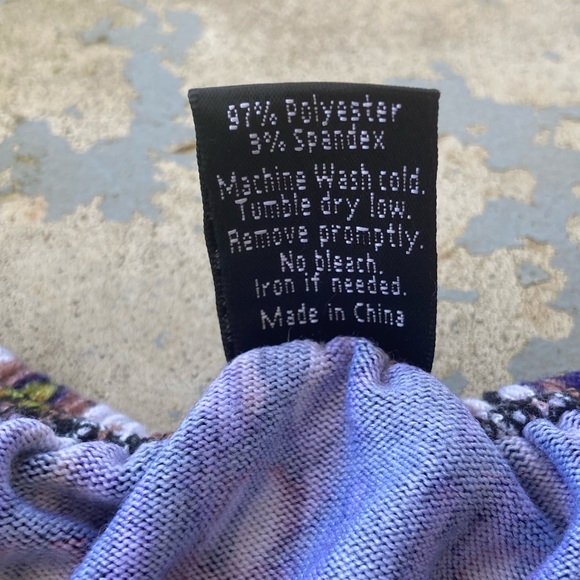 97% Polyester
3% Spandex
Machine Wash cold.
Tumble dry low.
Remove promptly.
No bleach.
Iron if needed.
Made in China